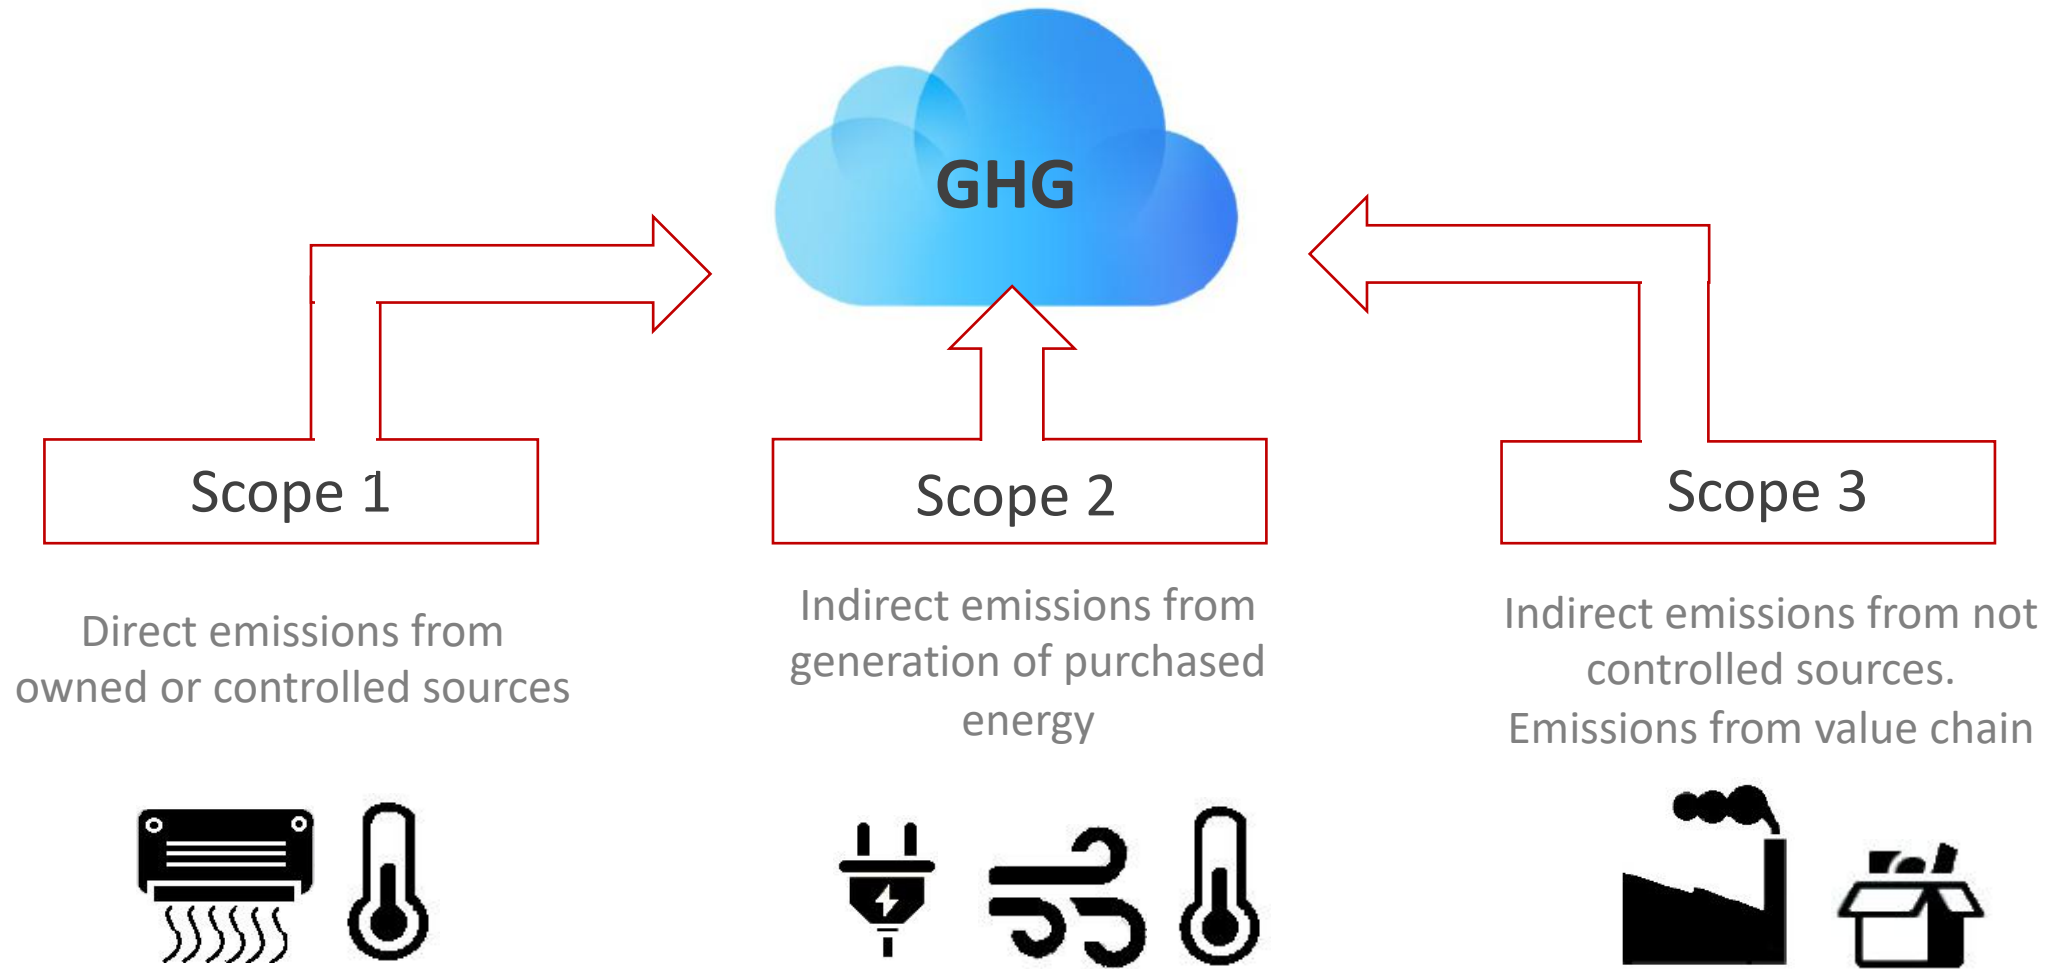 GHG
Scope 1
Direct emissions from
owned or controlled sources
Scope 2
Indirect emissions from
generation of purchased
energy
Scope 3
Indirect emissions from not
controlled sources.
Emissions from value chain